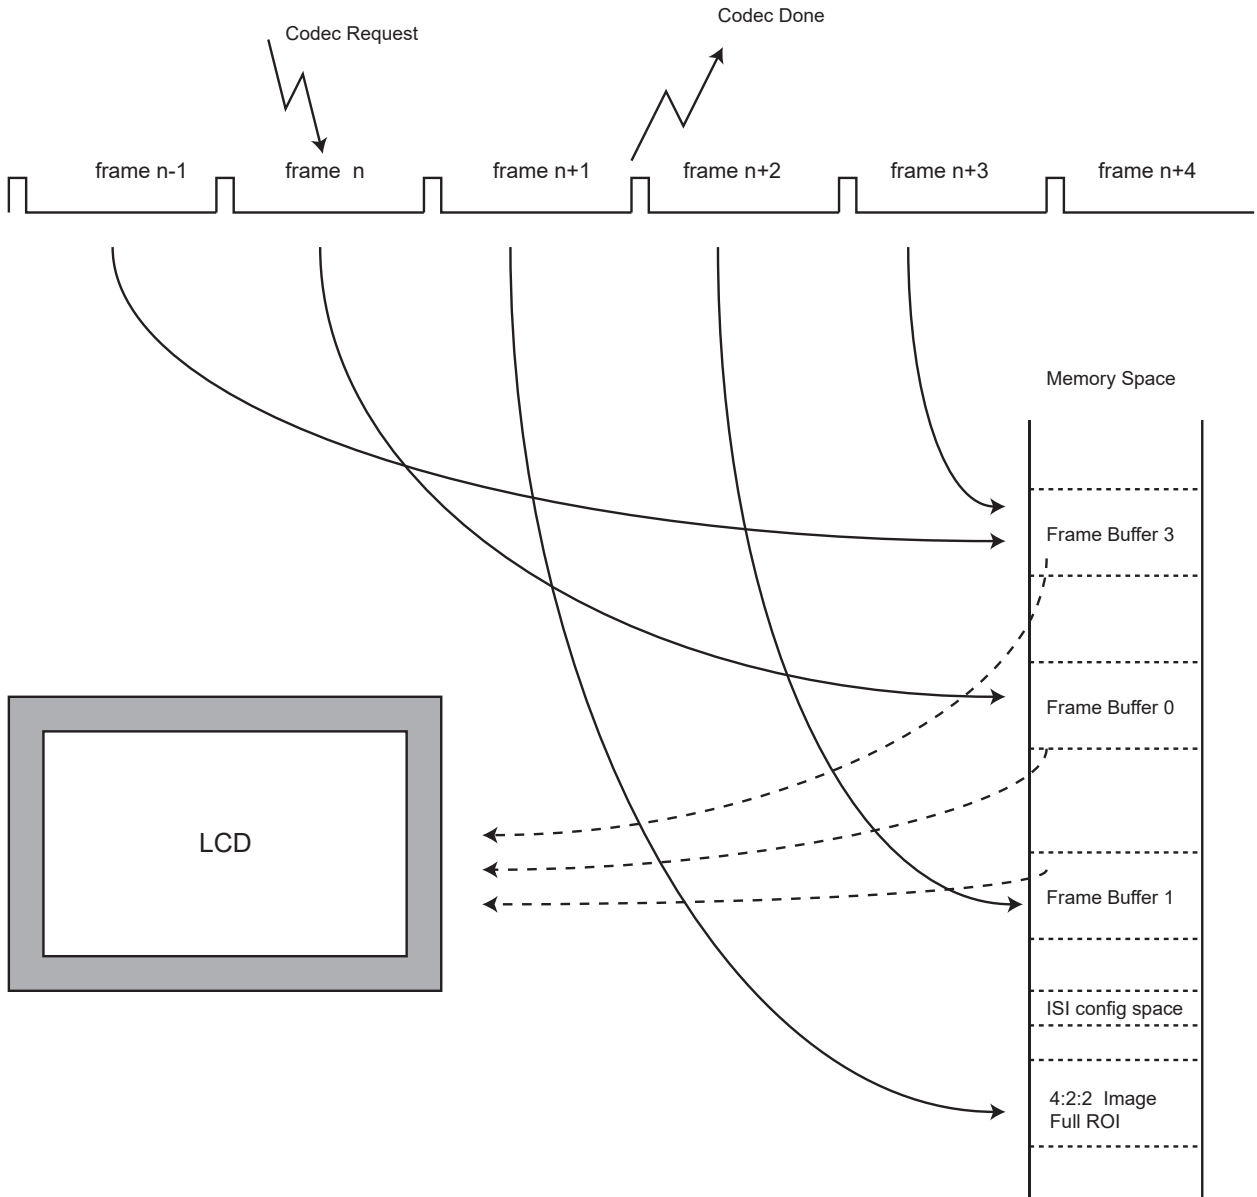 Codec Done
Codec Request
frame n-1
frame  n
frame n+1
frame n+2
frame n+3
frame n+4
Memory Space
Frame Buffer 3
Frame Buffer 0
LCD
Frame Buffer 1
ISI config space
4:2:2  Image
Full ROI